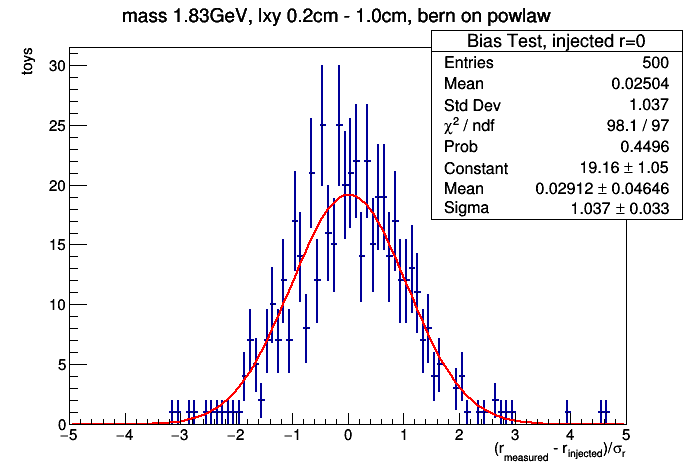 mass 1.83GeV, lxy 0.2cm - 1.0cm, bern on powlaw
Bias Test, injected r=0
Entries 500
Mean 0.02504
Std Dev 1.037
χ² / ndf 98.1 / 97
Prob 0.4496
Constant 19.16 ± 1.05
Mean 0.02912 ± 0.04646
Sigma 1.037 ± 0.033
toys
30
25
20
15
10
5
0
−5 −4 −3 −2 −1 0 1 2 3 4 5
(r_measured - r_injected)/σ_r